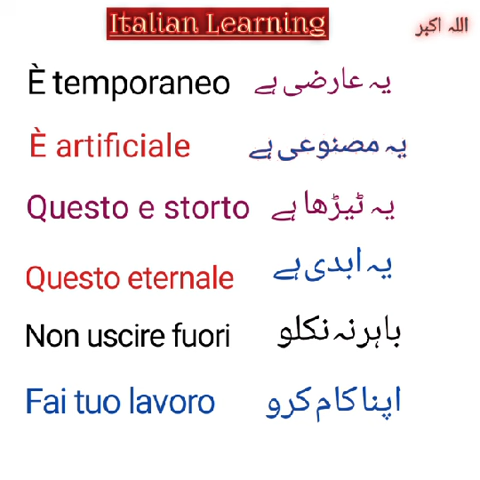 Italian Learning اللہ اکبر
È temporaneo یہ عارضی ہے
È artificiale یہ مصنوعی ہے
Questo e storto یہ ٹیڑھا ہے
Questo eternale یہ ابدی ہے
Non uscire fuori باہر نہ نکلو
Fai tuo lavoro اپنا کام کرو